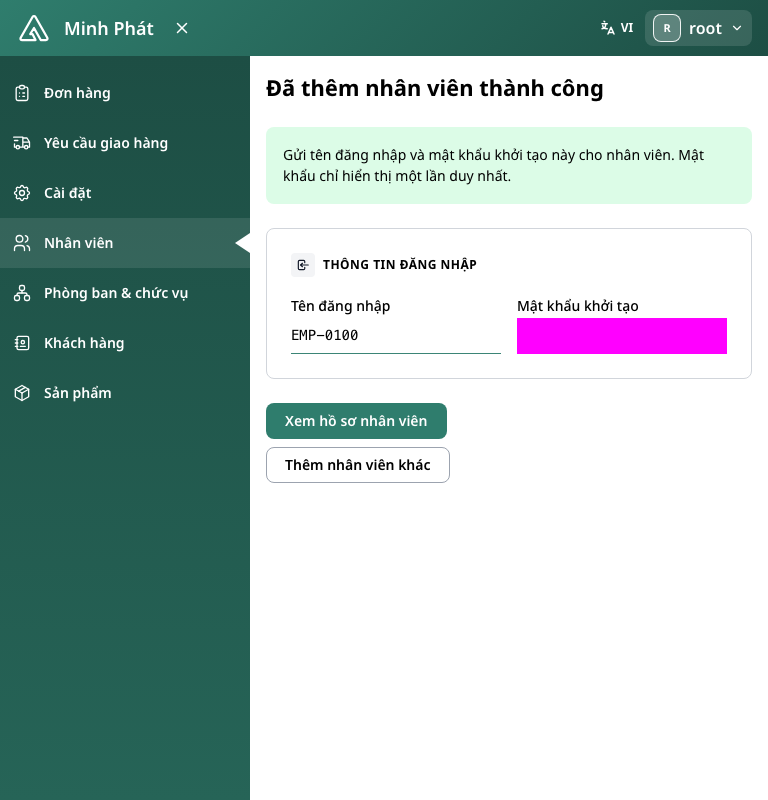 Minh Phát
VI
R
root
Đơn hàng
Yêu cầu giao hàng
Cài đặt
Nhân viên
Phòng ban & chức vụ
Khách hàng
Sản phẩm
Đã thêm nhân viên thành công
Gửi tên đăng nhập và mật khẩu khởi tạo này cho nhân viên. Mật
khẩu chỉ hiển thị một lần duy nhất.
THÔNG TIN ĐĂNG NHẬP
Tên đăng nhập
Mật khẩu khởi tạo
EMP-0100
Xem hồ sơ nhân viên
Thêm nhân viên khác